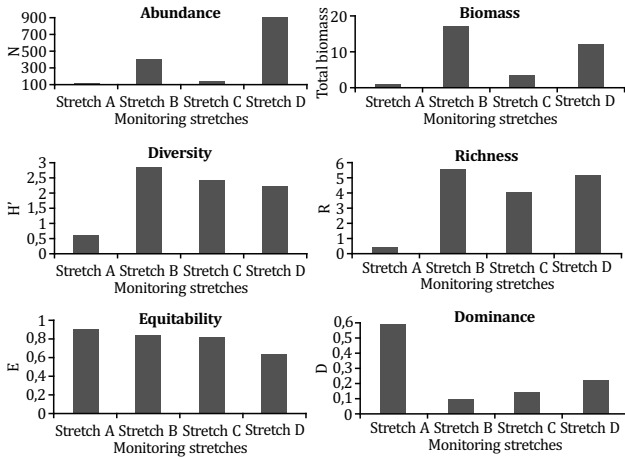 Abundance
N
900
700
500
300
100
Stretch A Stretch B Stretch C Stretch D
Monitoring stretches
Biomass
Total biomass
20
10
0
Stretch A Stretch B Stretch C Stretch D
Monitoring stretches
Diversity
H'
3
2,5
2
1,5
1
0,5
0
Stretch A Stretch B Stretch C Stretch D
Monitoring stretches
Richness
R
6
5
4
3
2
1
0
Stretch A Stretch B Stretch C Stretch D
Monitoring stretches
Equitability
E
1
0,8
0,6
0,4
0,2
0
Stretch A Stretch B Stretch C Stretch D
Monitoring stretches
Dominance
D
0,6
0,5
0,4
0,3
0,2
0,1
0
Stretch A Stretch B Stretch C Stretch D
Monitoring stretches